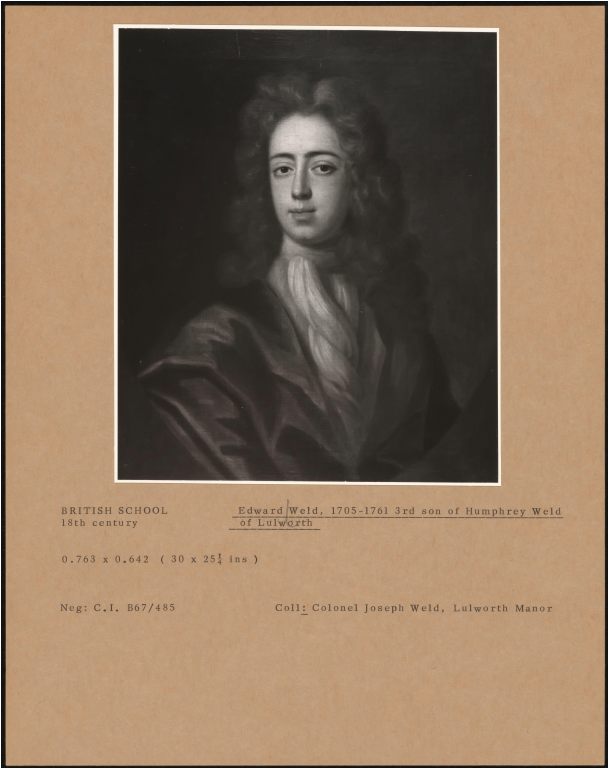 BRITISH SCHOOL
18th century
Edward Weld, 1705-1761 3rd son of Humphrey Weld
of Lulworth
0.763 x 0.642 ( 30 x 25¼ ins )
Neg: C.I. B67/485
Coll: Colonel Joseph Weld, Lulworth Manor